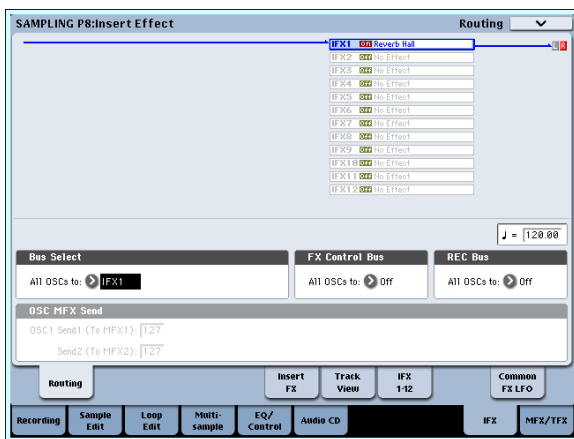 SAMPLING P8:Insert Effect Routing
IFX1 On Reverb Hall L R
IFX2 Off No Effect
IFX3 Off No Effect
IFX4 Off No Effect
IFX5 Off No Effect
IFX6 Off No Effect
IFX7 Off No Effect
IFX8 Off No Effect
IFX9 Off No Effect
IFX10 Off No Effect
IFX11 Off No Effect
IFX12 Off No Effect
♩ = 120.00
Bus Select FX Control Bus REC Bus
All OSCs to: IFX1 All OSCs to: Off All OSCs to: Off
OSC MFX Send
OSC1 Send1 (To MFX1): 127
Send2 (To MFX2): 127
Routing Insert FX Track View IFX 1-12 Common FX LFO
Recording Sample Edit Loop Edit Multi-sample EQ/Control Audio CD IFX MFX/TFX